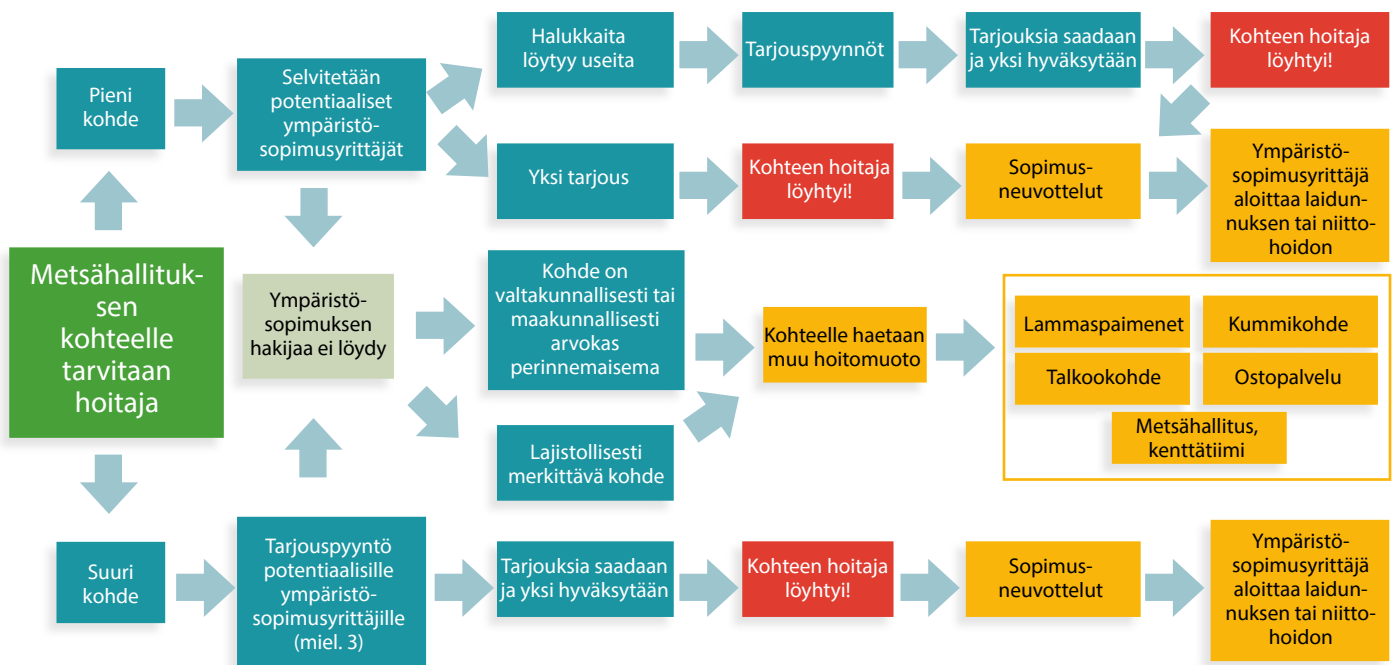 Pieni
kohde
Selvitetään
potentiaaliset
ympäristö-
sopimusyrittäjät
Halukkaita
löytyy useita
Tarjouspyynnöt
Tarjouksia saadaan
ja yksi hyväksytään
Kohteen hoitaja
löyhtyi!
Yksi tarjous
Kohteen hoitaja
löyhtyi!
Sopimus-
neuvottelut
Ympäristö-
sopimusyrittäjä
aloittaa laidun-
nuksen tai niitto-
hoidon
Metsähallituk-
sen
kohteelle
tarvitaan
hoitaja
Ympäristö-
sopimuksen
hakijaa ei löydy
Kohde on
valtakunnallisesti tai
maakunnallisesti
arvokas
perinnemaisema
Lajistollisesti
merkittävä kohde
Kohteelle haetaan
muu hoitomuoto
Lammaspaimenet
Kummikohde
Talkookohde
Ostopalvelu
Metsähallitus,
kenttätiimi
Suuri
kohde
Tarjouspyyntö
potentiaalisille
ympäristö-
sopimusyrittäjille
(miel. 3)
Tarjouksia saadaan
ja yksi hyväksytään
Kohteen hoitaja
löyhtyi!
Sopimus-
neuvottelut
Ympäristö-
sopimusyrittäjä
aloittaa laidun-
nuksen tai niitto-
hoidon